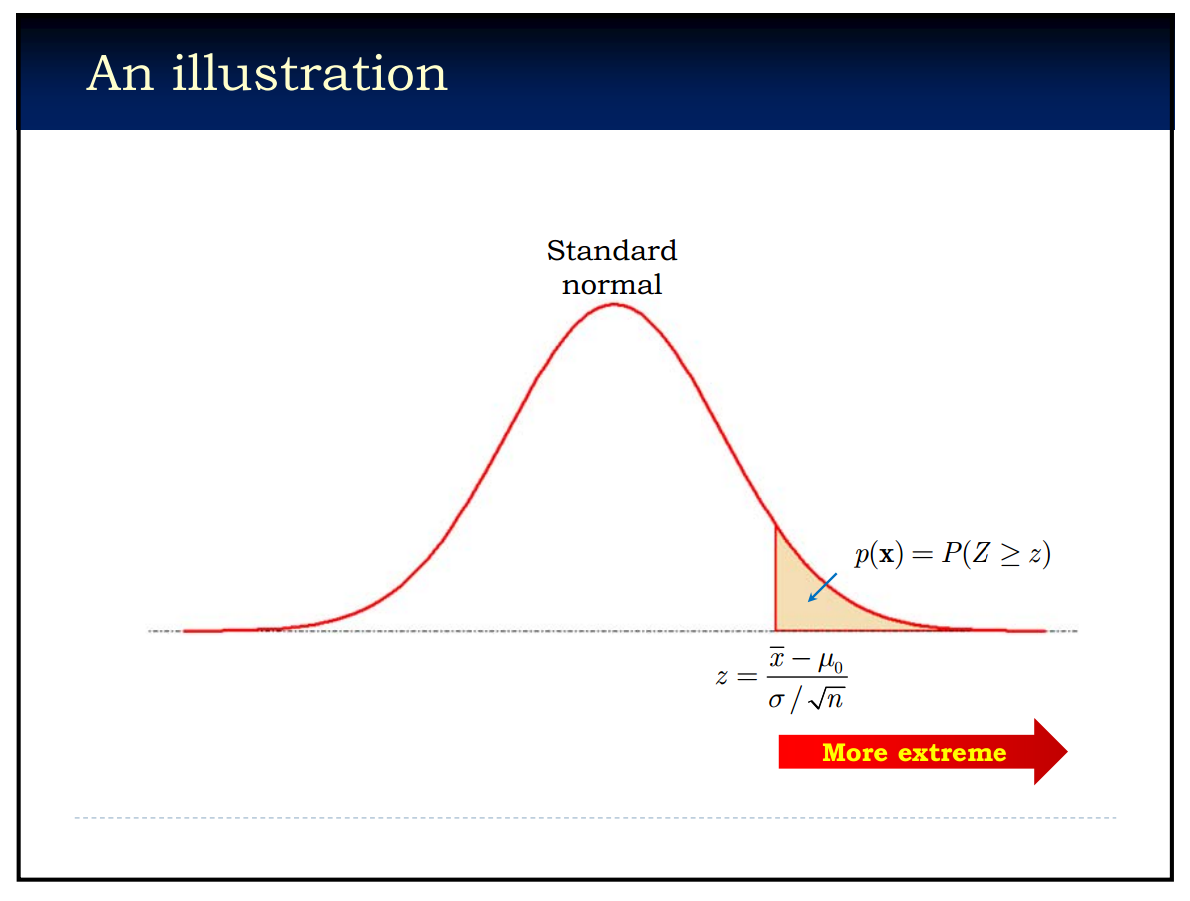 An illustration
Standard
normal
p(𝐱) = P(Z ≥ z)
z = (x̅ − μ₀) / (σ / √n)
More extreme